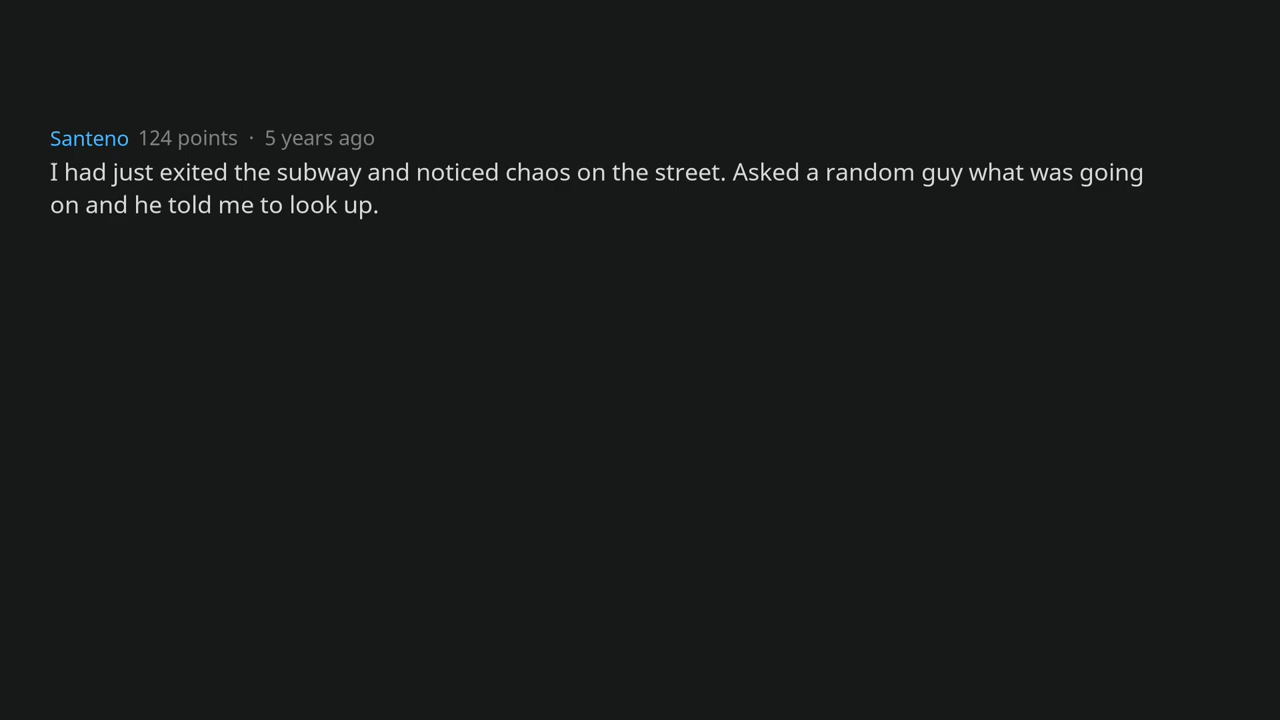 Santeno 124 points · 5 years ago
I had just exited the subway and noticed chaos on the street. Asked a random guy what was going
on and he told me to look up.